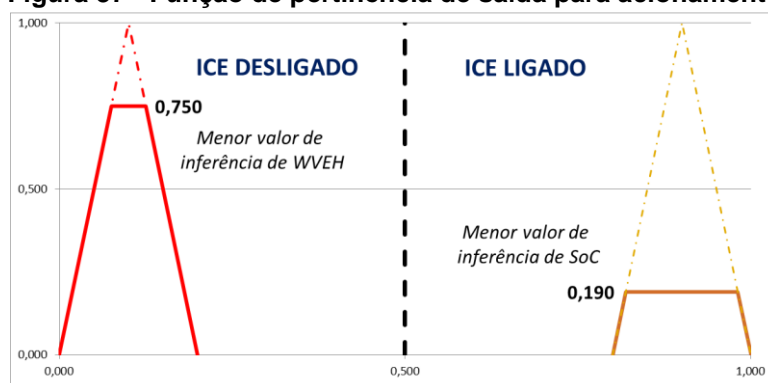 1,000
ICE DESLIGADO
ICE LIGADO
0,750
Menor valor de
inferência de WVEH
0,500
Menor valor de
inferência de SoC
0,190
0,000
0,000
0,500
1,000